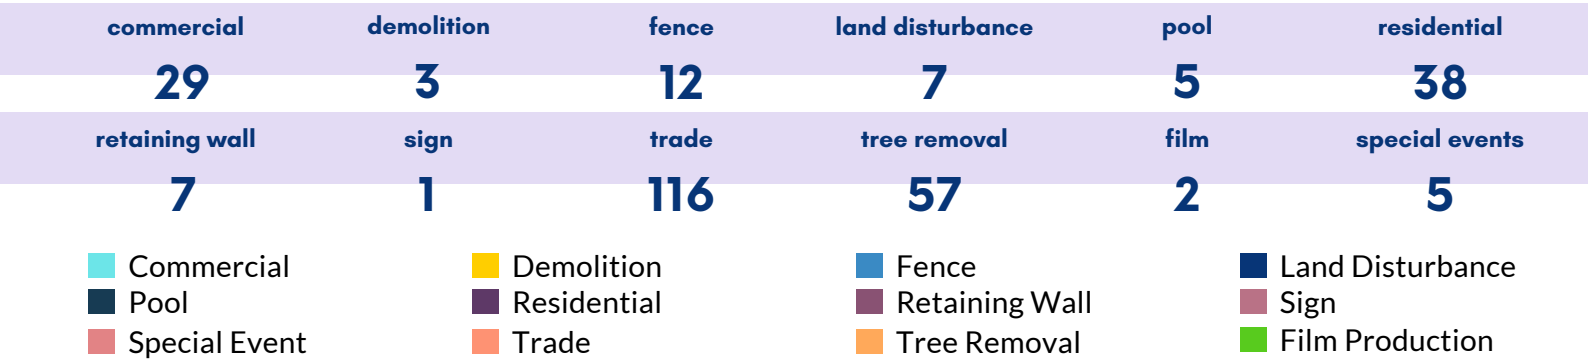 commercial demolition fence land disturbance pool residential
29 3 12 7 5 38
retaining wall sign trade tree removal film special events
7 1 116 57 2 5
Commercial Demolition Fence Land Disturbance
Pool Residential Retaining Wall Sign
Special Event Trade Tree Removal Film Production